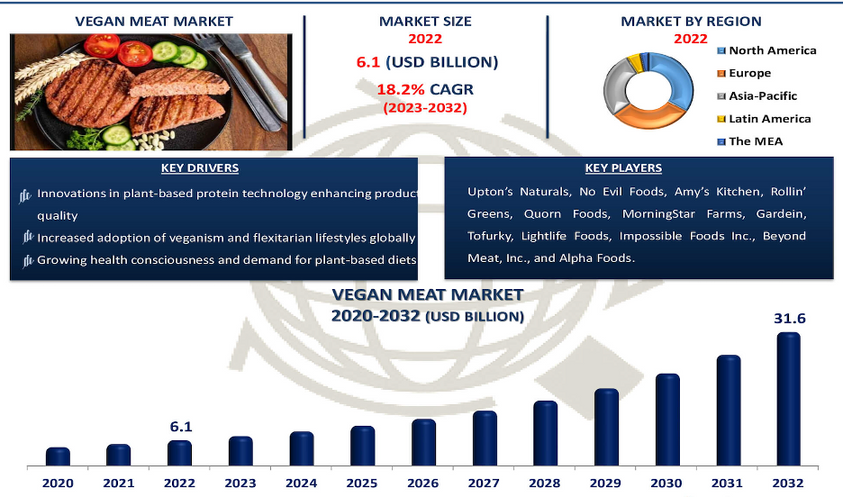 VEGAN MEAT MARKET
MARKET SIZE
2022
6.1 (USD BILLION)
18.2% CAGR
(2023-2032)
MARKET BY REGION
2022
North America
Europe
Asia-Pacific
Latin America
The MEA
KEY DRIVERS
Innovations in plant-based protein technology enhancing product
quality
Increased adoption of veganism and flexitarian lifestyles globally
Growing health consciousness and demand for plant-based diets
KEY PLAYERS
Upton’s Naturals, No Evil Foods, Amy’s Kitchen, Rollin’
Greens, Quorn Foods, MorningStar Farms, Gardein,
Tofurky, Lightlife Foods, Impossible Foods Inc., Beyond
Meat, Inc., and Alpha Foods.
VEGAN MEAT MARKET
2020-2032 (USD BILLION)
6.1
31.6
2020 2021 2022 2023 2024 2025 2026 2027 2028 2029 2030 2031 2032